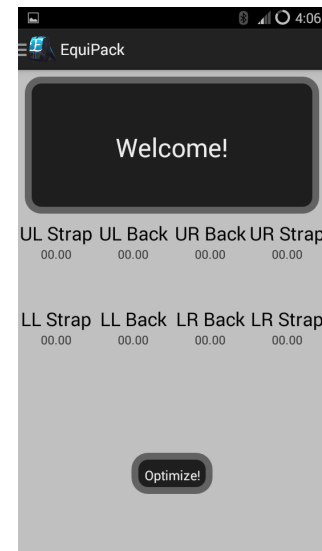 4:06
E EquiPack
Welcome!
UL Strap UL Back UR Back UR Strap
00.00 00.00 00.00 00.00
LL Strap LL Back LR Back LR Strap
00.00 00.00 00.00 00.00
Optimize!